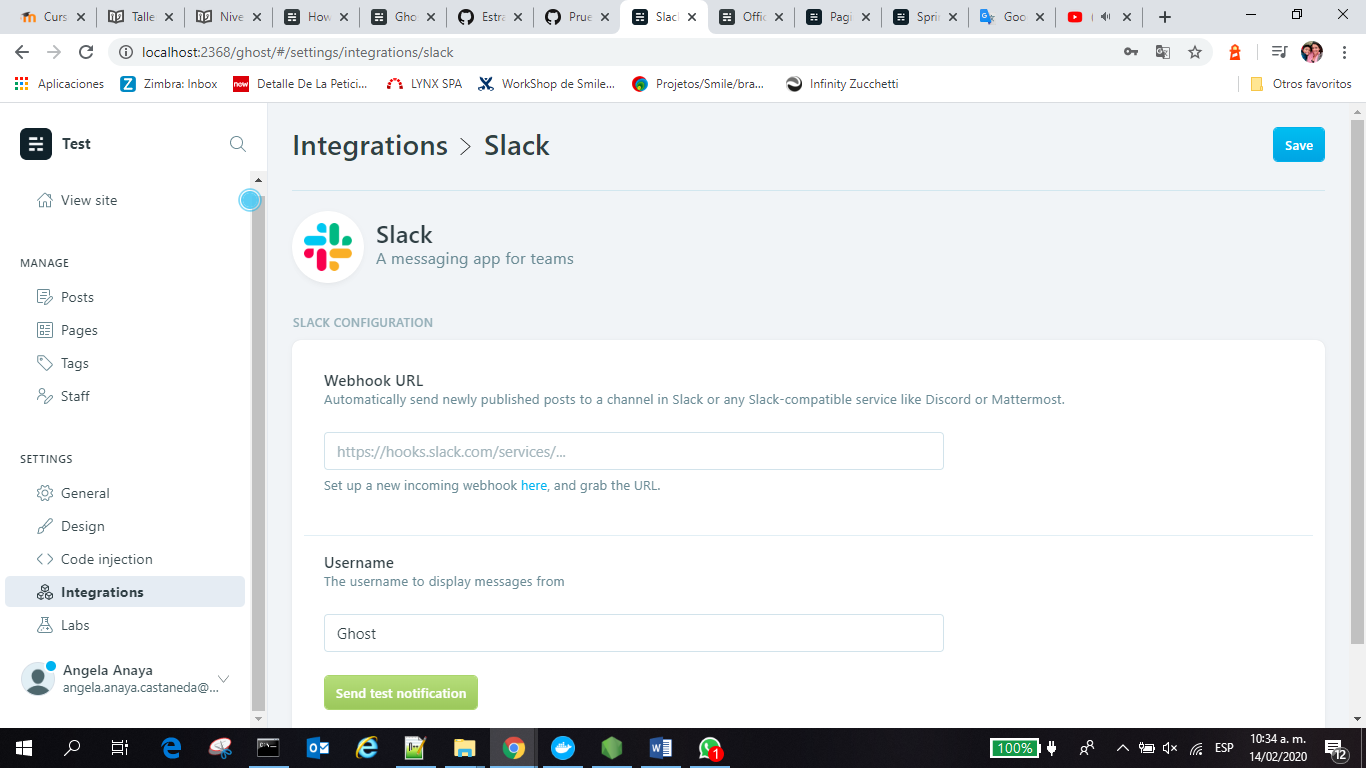 Curs
Talle
Nive
How
Gho
Estra
Prue
Slac
Offic
Pagi
Spri
Goo
localhost:2368/ghost/#/settings/integrations/slack
Aplicaciones
Zimbra: Inbox
now
Detalle De La Petici...
LYNX SPA
WorkShop de Smile...
Projetos/Smile/bra...
Infinity Zucchetti
Otros favoritos
Test
View site
MANAGE
Posts
Pages
Tags
Staff
SETTINGS
General
Design
Code injection
Integrations
Labs
Angela Anaya
angela.anaya.castaneda@...
Integrations > Slack
Save
Slack
A messaging app for teams
SLACK CONFIGURATION
Webhook URL
Automatically send newly published posts to a channel in Slack or any Slack-compatible service like Discord or Mattermost.
https://hooks.slack.com/services/...
Set up a new incoming webhook here, and grab the URL.
Username
The username to display messages from
Ghost
Send test notification
1
100%
ESP
10:34 a. m.
14/02/2020
12